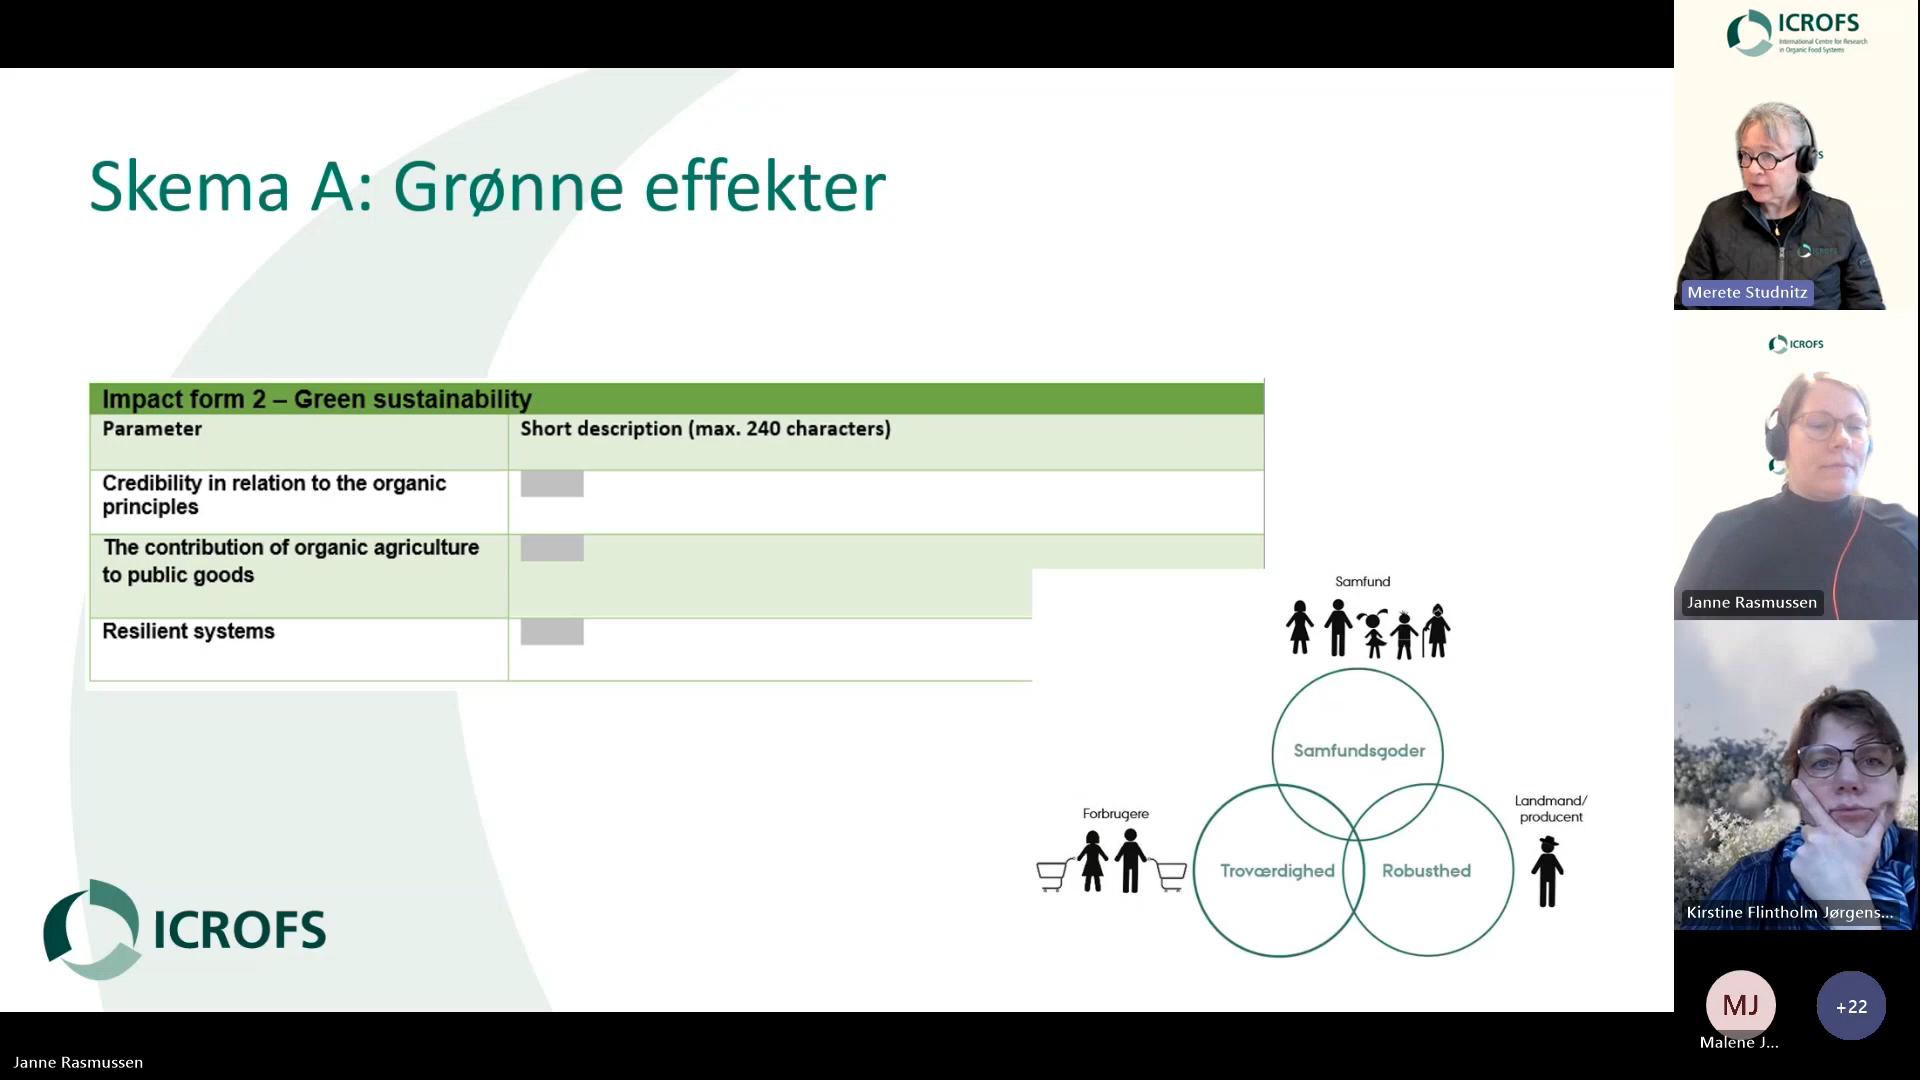 Skema A: Grønne effekter
Impact form 2 – Green sustainability
Parameter
Short description (max. 240 characters)
Credibility in relation to the organic
principles
The contribution of organic agriculture
to public goods
Resilient systems
Samfund
Samfundsgoder
Forbrugere
Troværdighed
Robusthed
Landmand/
producent
ICROFS
Janne Rasmussen
ICROFS
International Centre for Research
in Organic Food Systems
Merete Studnitz
ICROFS
Janne Rasmussen
Kirstine Flintholm Jørgens...
MJ
Malene J...
+22